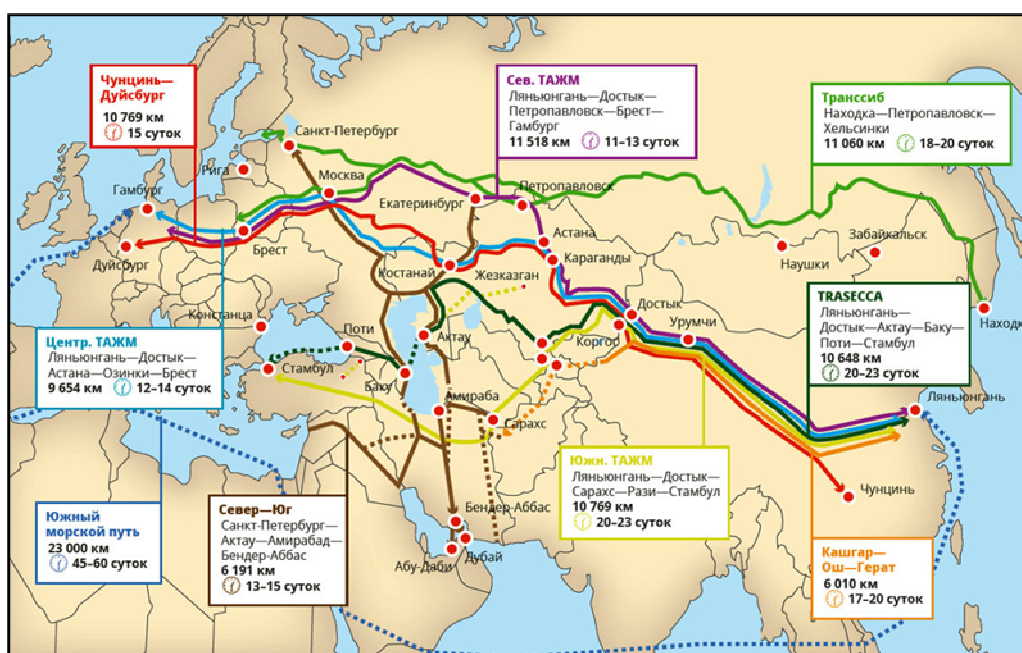 Чунцинь—
Дуйсбург
10 769 км
15 суток
Сев. ТАЖМ
Ляньюнгань—Достык—
Петропавловск—Брест—
Гамбург
11 518 км 11–13 суток
Транссиб
Находка—Петропавловск—
Хельсинки
11 060 км 18–20 суток
Санкт-Петербург
Рига
Москва
Гамбург
Екатеринбург
Петропавловск
Брест
Дуйсбург
Астана
Караганды
Костанай
Жезказган
Забайкальск
Наушки
Констанца
Поти
Актау
Достык
Коргос
Урумчи
Находк
TRASECCA
Ляньюнгань—
Достык—Актау—Баку—
Поти—Стамбул
10 648 км
20–23 суток
Центр. ТАЖМ
Ляньюнгань—Достык—
Астана—Озинки—Брест
9 654 км 12–14 суток
Стамбул
Баку
Амираба
Сарахс
Ляньюнгань
Чунцинь
Южн. ТАЖМ
Ляньюнгань—Достык—
Сарахс—Рази—Стамбул
10 769 км
20–23 суток
Южный
морской путь
23 000 км
45–60 суток
Север—Юг
Санкт-Петербург—
Актау—Амирабад—
Бендер-Аббас
6 191 км
13–15 суток
Бендер-Аббас
Дубай
Абу-Даби
Кашгар—
Ош—Герат
6 010 км
17–20 суток